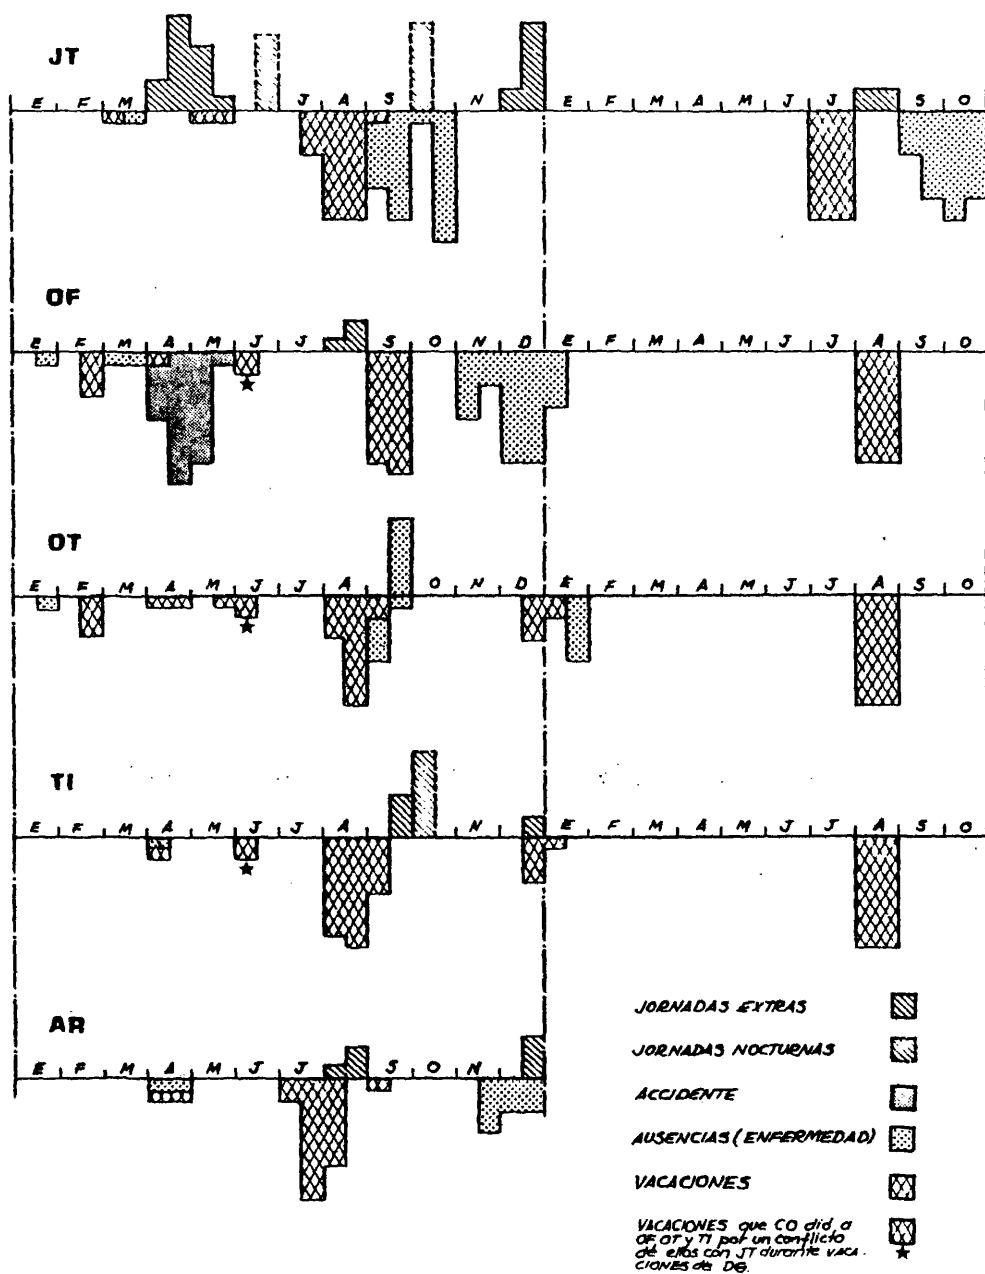 JT
E F M J A S N E F M A M J J S O
OF
E F M A M J J A S O N D E F M A M J J A S O
OT
E F M A M J J A S O N D E F M A M J J A S O
TI
E F M A M J J A S O N E F M A M J J A S O
AR
E F M A M J J A S O N
JORNADAS EXTRAS
JORNADAS NOCTURNAS
ACCIDENTE
AUSENCIAS (ENFERMEDAD)
VACACIONES
VACACIONES que CO dió a
OF OT y TI por un conflicto
de ellos con JT durante VACA-
CIONES de DG.